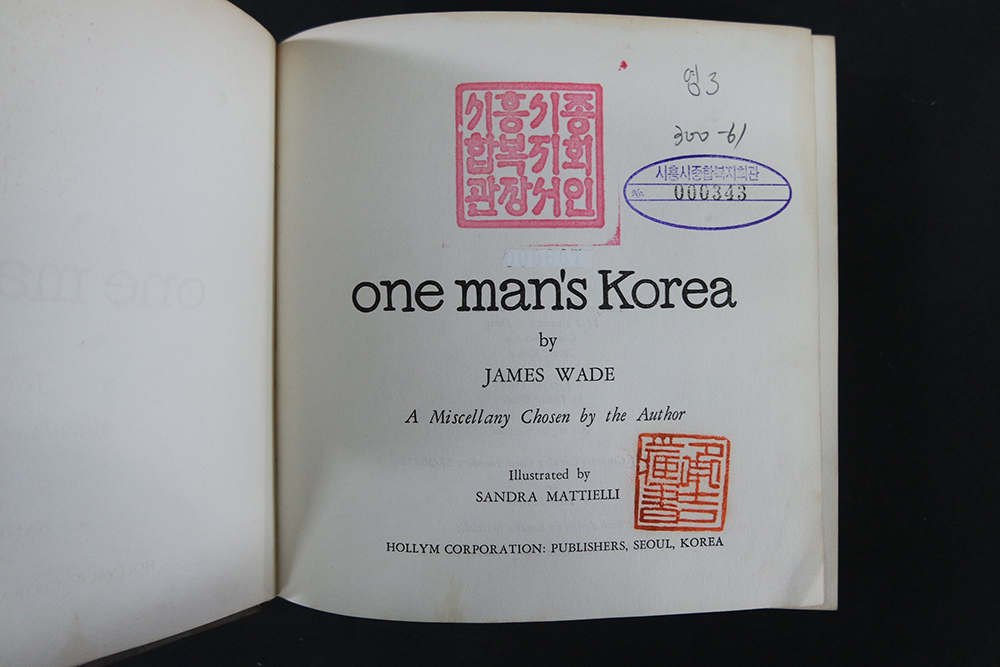 영3
300-61
시흥시종
합복지회
관장서인
시흥시종합복지회관
No. 000343
one man's Korea
by
JAMES WADE
A Miscellany Chosen by the Author
Illustrated by
SANDRA MATTIELLI
HOLLYM CORPORATION: PUBLISHERS, SEOUL, KOREA